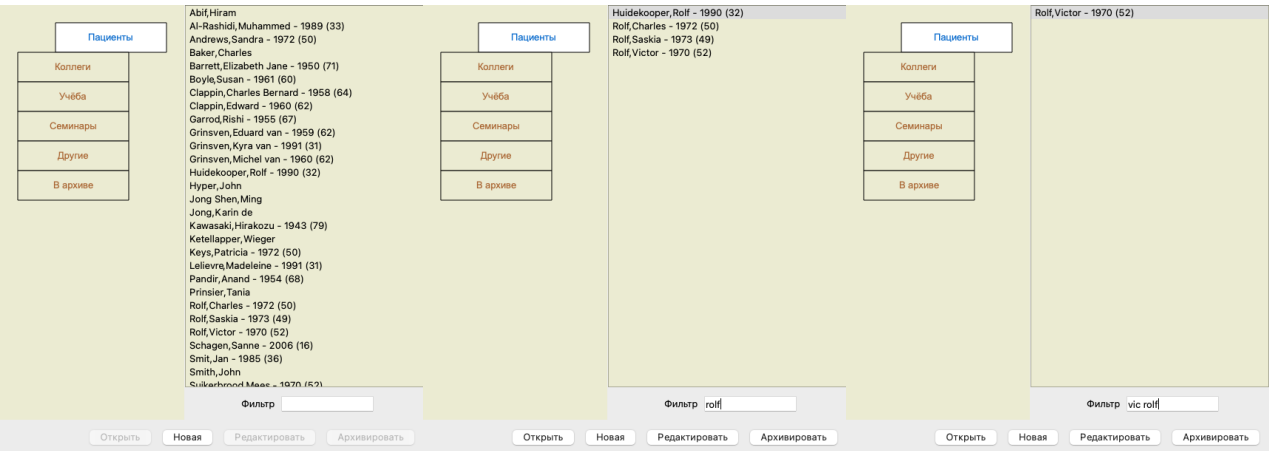 Пациенты
Коллеги
Учёба
Семинары
Другие
В архиве
Abif,Hiram
Al-Rashidi,Muhammed - 1989 (33)
Andrews,Sandra - 1972 (50)
Baker,Charles
Barrett,Elizabeth Jane - 1950 (71)
Boyle,Susan - 1961 (60)
Clappin,Charles Bernard - 1958 (64)
Clappin,Edward - 1960 (62)
Garrod,Rishi - 1955 (67)
Grinsven,Eduard van - 1959 (62)
Grinsven,Kyra van - 1991 (31)
Grinsven,Michel van - 1960 (62)
Huidekooper,Rolf - 1990 (32)
Hyper,John
Jong Shen,Ming
Jong,Karin de
Kawasaki,Hirakozu - 1943 (79)
Ketellapper,Wieger
Keys,Patricia - 1972 (50)
Lelievre,Madeleine - 1991 (31)
Pandir,Anand - 1954 (68)
Prinsier,Tania
Rolf,Charles - 1972 (50)
Rolf,Saskia - 1973 (49)
Rolf,Victor - 1970 (52)
Schagen,Sanne - 2006 (16)
Smit,Jan - 1985 (36)
Smith,John
Suikerbrood Mees - 1970 (52)
Фильтр
Открыть Новая Редактировать Архивировать
Пациенты
Коллеги
Учёба
Семинары
Другие
В архиве
Huidekooper,Rolf - 1990 (32)
Rolf,Charles - 1972 (50)
Rolf,Saskia - 1973 (49)
Rolf,Victor - 1970 (52)
Фильтр rolf
Открыть Новая Редактировать Архивировать
Пациенты
Коллеги
Учёба
Семинары
Другие
В архиве
Rolf,Victor - 1970 (52)
Фильтр vic rolf
Открыть Новая Редактировать Архивировать